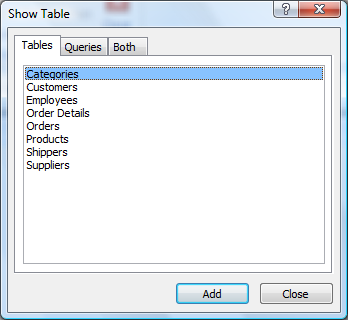 Show Table
Tables Queries Both
Categories
Customers
Employees
Order Details
Orders
Products
Shippers
Suppliers
Add Close